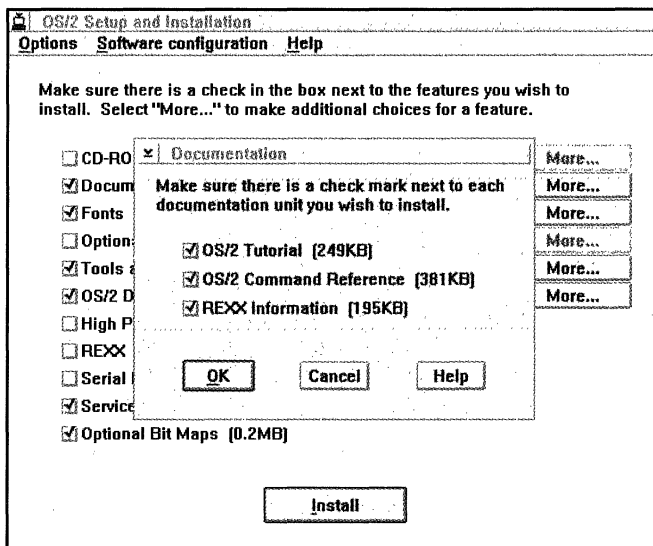 OS/2 Setup and Installation
Options Software configuration Help
Make sure there is a check in the box next to the features you wish to
install. Select "More..." to make additional choices for a feature.
CD-RO
Docum
Fonts
Option
Tools a
OS/2 D
High P
REXX
Serial
Service
Optional Bit Maps (0.2MB)
Documentation
Make sure there is a check mark next to each
documentation unit you wish to install.
OS/2 Tutorial (249KB)
OS/2 Command Reference (381KB)
REXX Information (195KB)
OK Cancel Help
More...
More...
More...
More...
More...
More...
Install